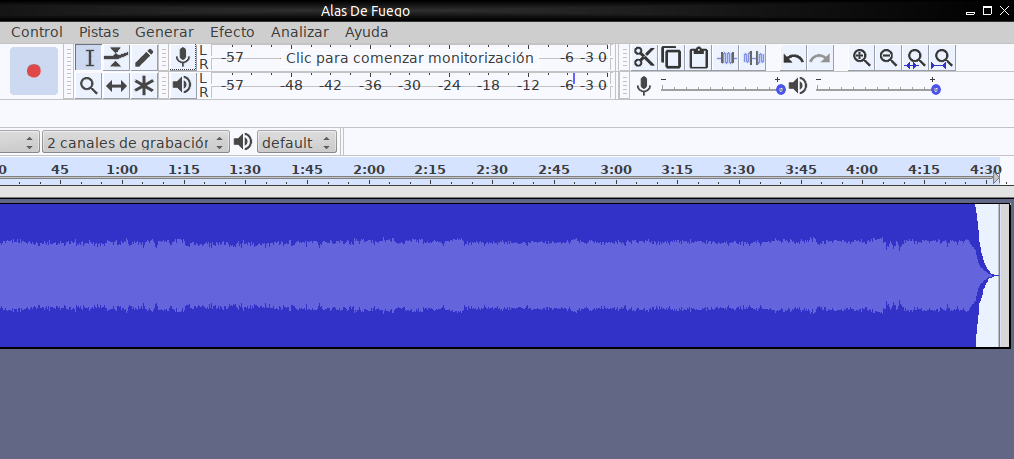 Alas De Fuego
Control Pistas Generar Efecto Analizar Ayuda
L
R
-57 Clic para comenzar monitorización -6 -3 0
L
R
-57 -48 -42 -36 -30 -24 -18 -12 -6 -3 0
- +
- +
2 canales de grabación default
0 45 1:00 1:15 1:30 1:45 2:00 2:15 2:30 2:45 3:00 3:15 3:30 3:45 4:00 4:15 4:30